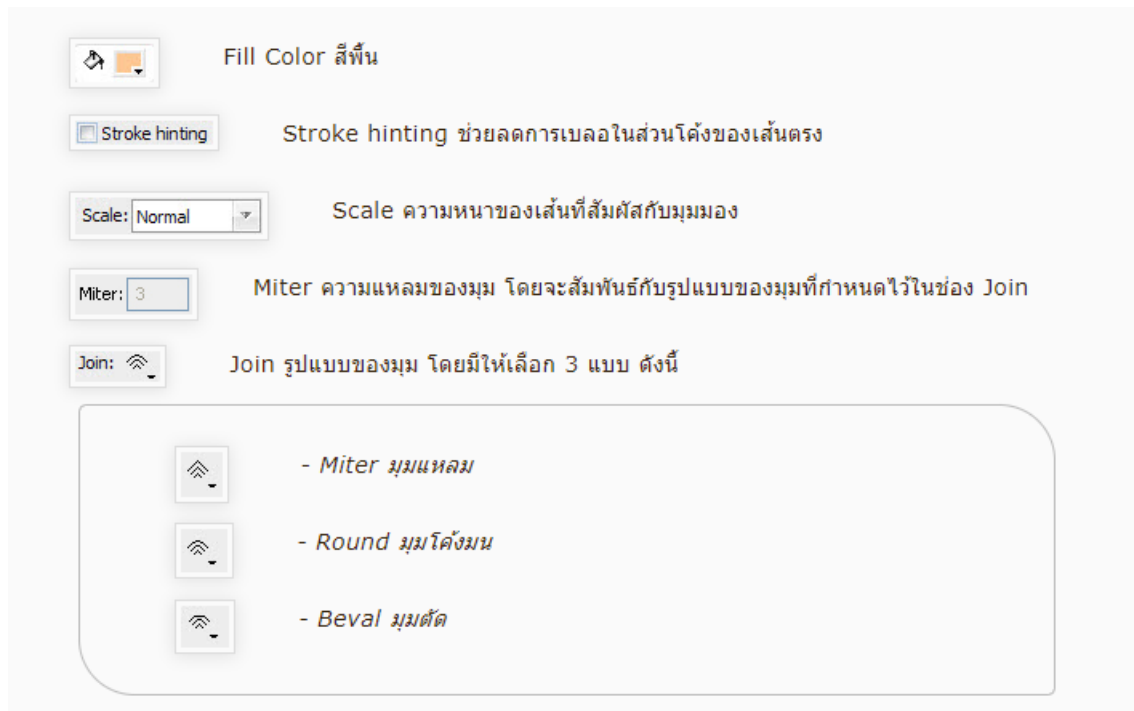 Fill Color สีพื้น
Stroke hinting Stroke hinting ช่วยลดการเบลอในส่วนโค้งของเส้นตรง
Scale: Normal Scale ความหนาของเส้นที่สัมผัสกับมุมมอง
Miter: 3 Miter ความแหลมของมุม โดยจะสัมพันธ์กับรูปแบบของมุมที่กำหนดไว้ในช่อง Join
Join: Join รูปแบบของมุม โดยมีให้เลือก 3 แบบ ดังนี้
- Miter มุมแหลม
- Round มุมโค้งมน
- Beval มุมตัด